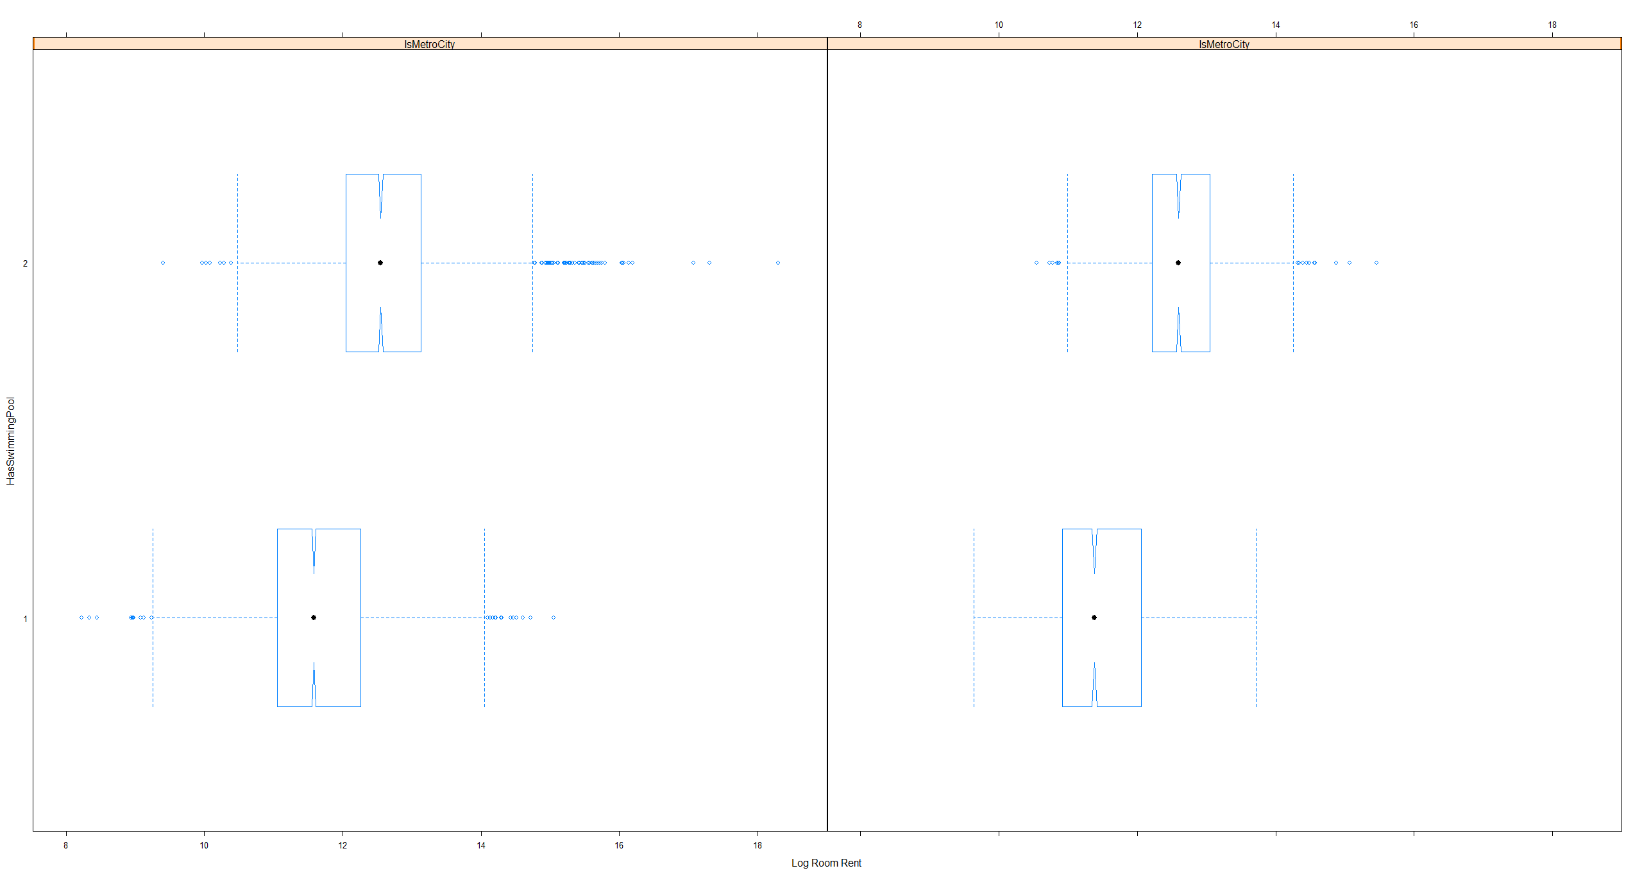 8 10 12 14 16 18
IsMetroCity IsMetroCity
2
HasSwimmingPool
1
8 10 12 14 16 18
Log Room Rent